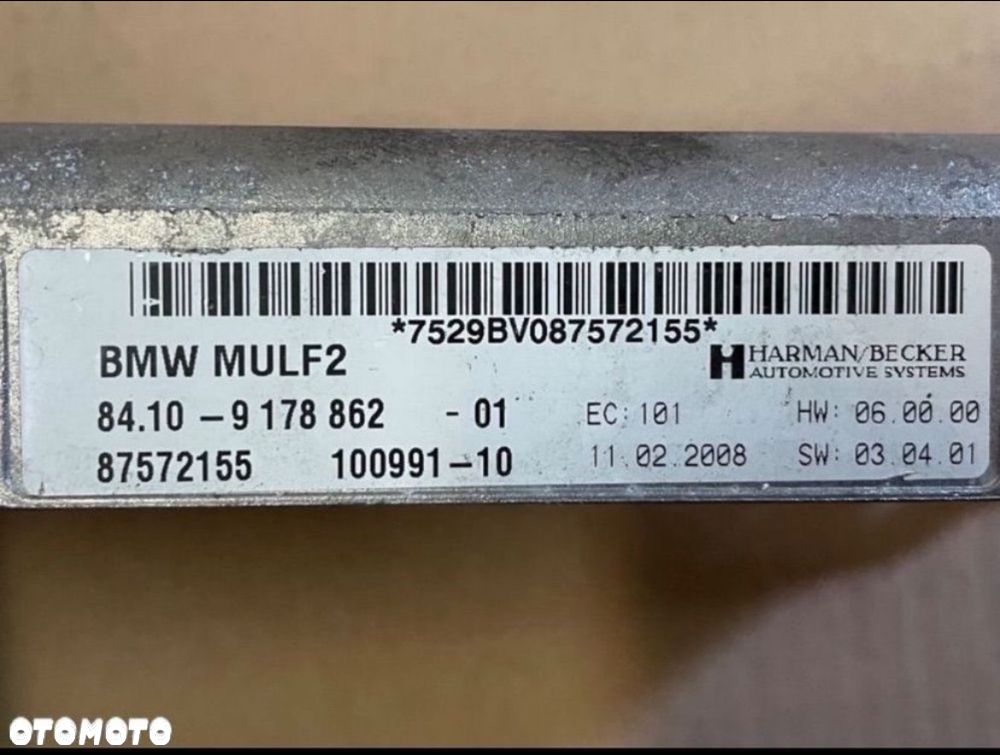 *7529BV087572155*
BMW MULF2
HARMAN/BECKER
AUTOMOTIVE SYSTEMS
84.10 - 9 178 862 - 01 EC: 101 HW: 06.00.00
87572155 100991-10 11.02.2008 SW: 03.04.01
OTOMOTO